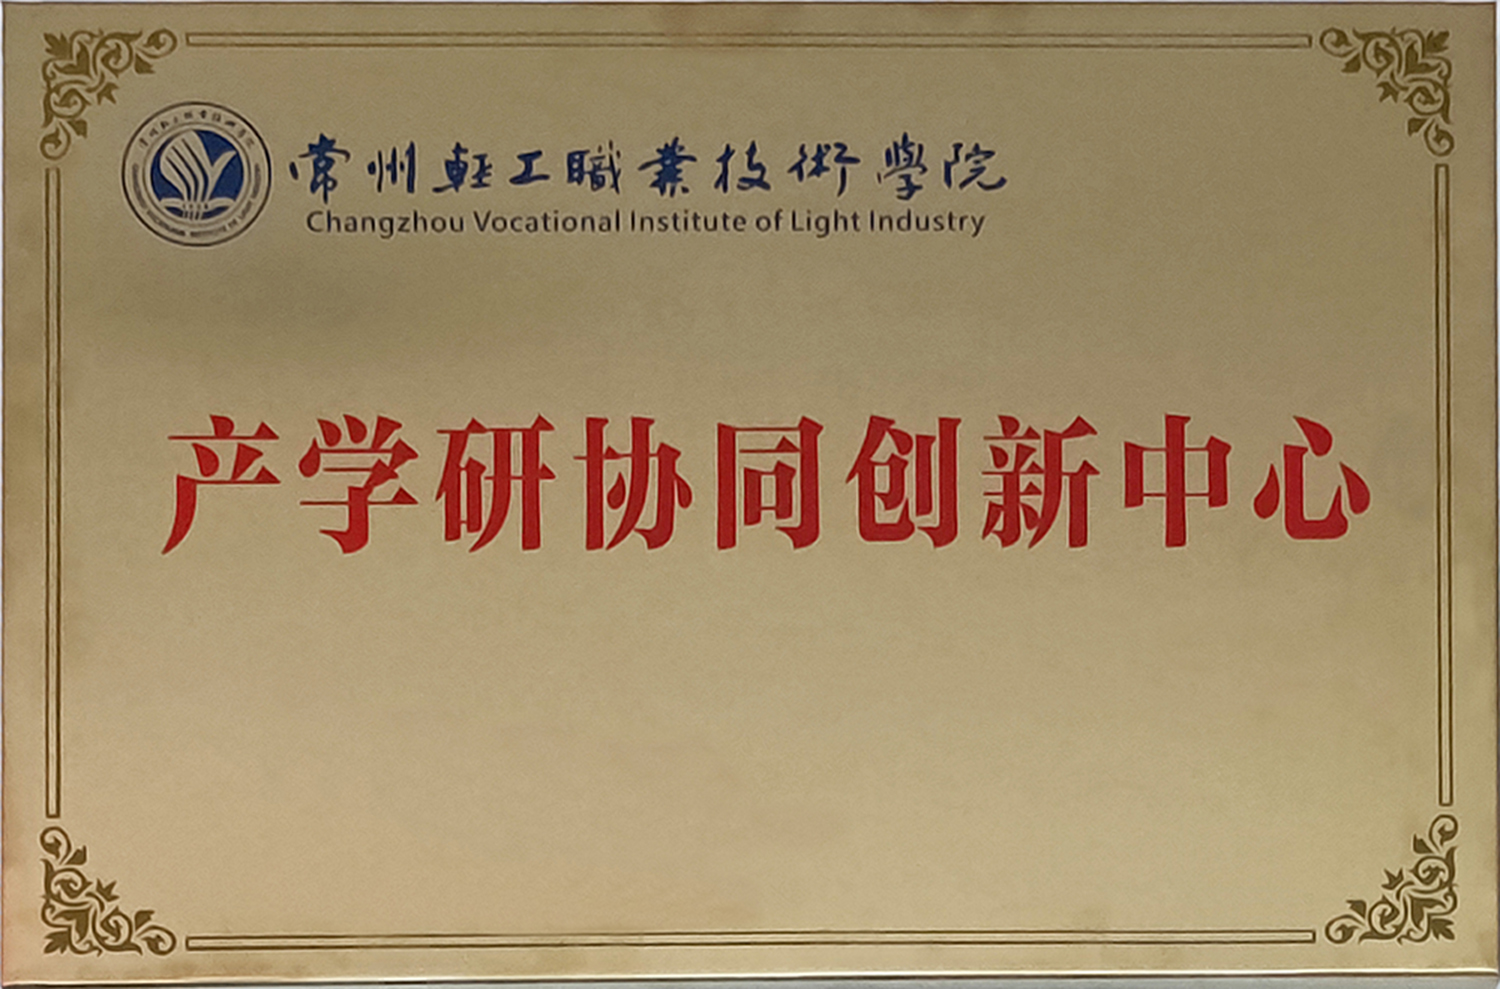 常州輕工職業技術學院
Changzhou Vocational Institute of Light Industry
产学研协同创新中心